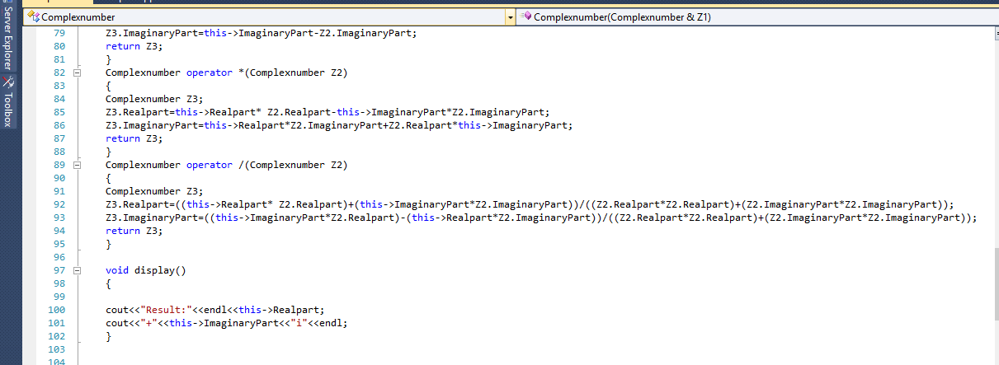 Server Explorer
Toolbox
Complexnumber
Complexnumber(Complexnumber & Z1)
79 Z3.ImaginaryPart=this->ImaginaryPart-Z2.ImaginaryPart;
80 return Z3;
81 }
82 Complexnumber operator *(Complexnumber Z2)
83 {
84 Complexnumber Z3;
85 Z3.Realpart=this->Realpart* Z2.Realpart-this->ImaginaryPart*Z2.ImaginaryPart;
86 Z3.ImaginaryPart=this->Realpart*Z2.ImaginaryPart+Z2.Realpart*this->ImaginaryPart;
87 return Z3;
88 }
89 Complexnumber operator /(Complexnumber Z2)
90 {
91 Complexnumber Z3;
92 Z3.Realpart=((this->Realpart* Z2.Realpart)+(this->ImaginaryPart*Z2.ImaginaryPart))/((Z2.Realpart*Z2.Realpart)+(Z2.ImaginaryPart*Z2.ImaginaryPart));
93 Z3.ImaginaryPart=((this->ImaginaryPart*Z2.Realpart)-(this->Realpart*Z2.ImaginaryPart))/((Z2.Realpart*Z2.Realpart)+(Z2.ImaginaryPart*Z2.ImaginaryPart));
94 return Z3;
95 }
96
97 void display()
98 {
99
100 cout<<"Result:"<<endl<<this->Realpart;
101 cout<<"+"<<this->ImaginaryPart<<"i"<<endl;
102 }
103
104